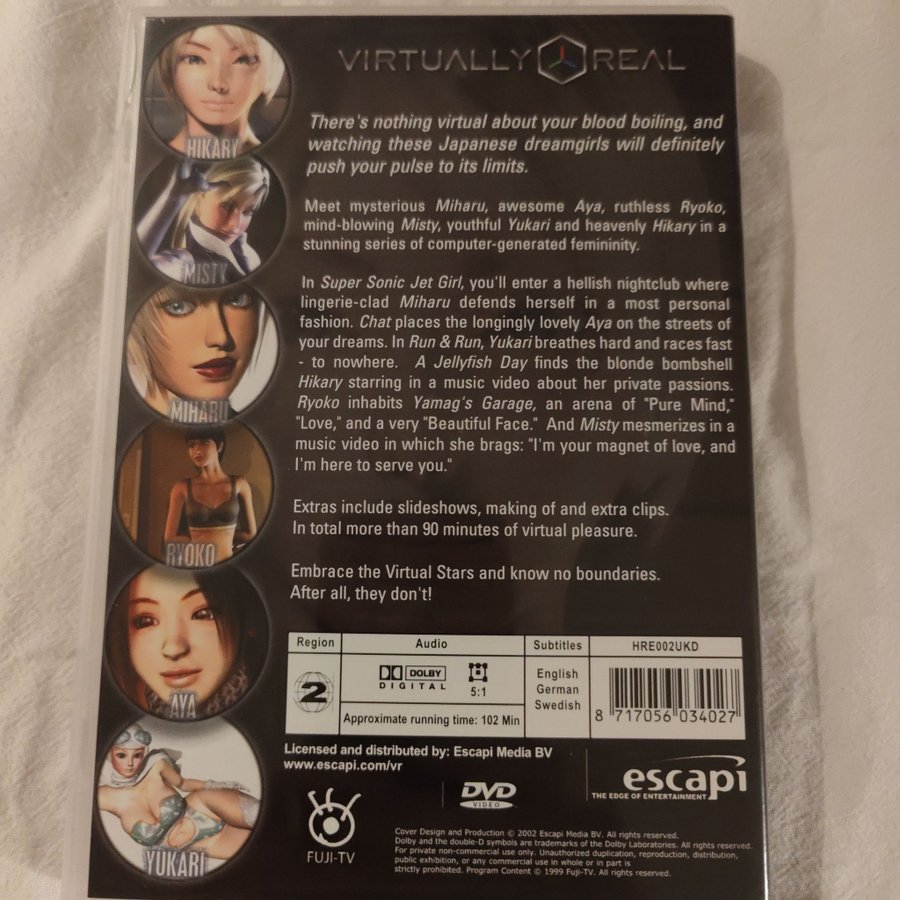 VIRTUALLY REAL
There's nothing virtual about your blood boiling, and
watching these Japanese dreamgirls will definitely
push your pulse to its limits.
Meet mysterious Miharu, awesome Aya, ruthless Ryoko,
mind-blowing Misty, youthful Yukari and heavenly Hikary in a
stunning series of computer-generated femininity.
In Super Sonic Jet Girl, you'll enter a hellish nightclub where
lingerie-clad Miharu defends herself in a most personal
fashion. Chat places the longingly lovely Aya on the streets of
your dreams. In Run & Run, Yukari breathes hard and races fast
- to nowhere. A Jellyfish Day finds the blonde bombshell
Hikary starring in a music video about her private passions.
Ryoko inhabits Yamag's Garage, an arena of "Pure Mind,"
"Love," and a very "Beautiful Face." And Misty mesmerizes in a
music video in which she brags: "I'm your magnet of love, and
I'm here to serve you."
Extras include slideshows, making of and extra clips.
In total more than 90 minutes of virtual pleasure.
Embrace the Virtual Stars and know no boundaries.
After all, they don't!
HIKARY
MISTY
MIHARU
RYOKO
AYA
YUKARI
Region
2
Audio
DOLBY
DIGITAL
5:1
Approximate running time: 102 Min
Subtitles
English
German
Swedish
HRE002UKD
8 717056 034027
Licensed and distributed by: Escapi Media BV
www.escapi.com/vr
FUJI-TV
DVD
VIDEO
escapi
THE EDGE OF ENTERTAINMENT
Cover Design and Production © 2002 Escapi Media BV. All rights reserved.
Dolby and the double-D symbols are trademarks of the Dolby Laboratories. All right reserved.
For private non-commercial use only. Unauthorized duplication, reproduction, distribution,
public exhibition, or any commercial use in whole or in part is
strictly prohibited. Program Content © 1999 Fuji-TV. All rights reserved.